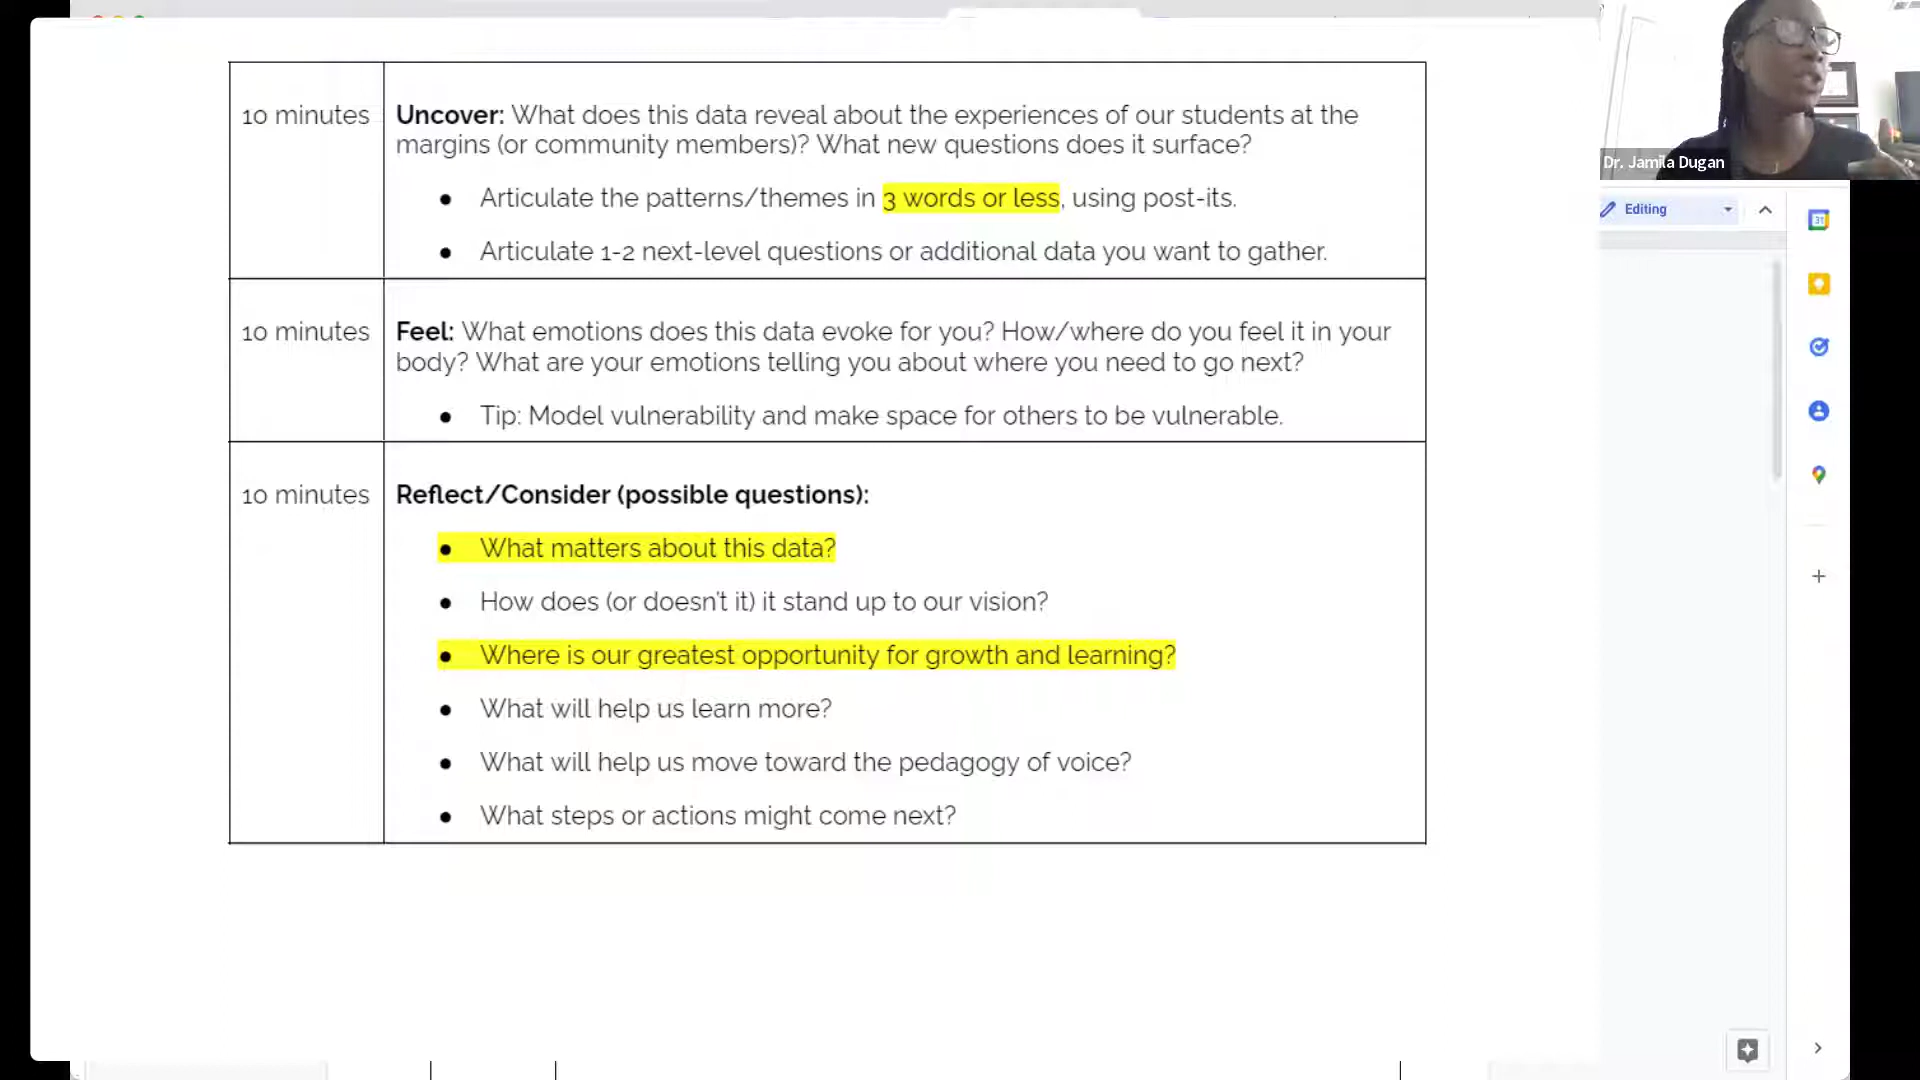 10 minutes
Uncover: What does this data reveal about the experiences of our students at the
margins (or community members)? What new questions does it surface?
● Articulate the patterns/themes in 3 words or less, using post-its.
● Articulate 1-2 next-level questions or additional data you want to gather.
10 minutes
Feel: What emotions does this data evoke for you? How/where do you feel it in your
body? What are your emotions telling you about where you need to go next?
● Tip: Model vulnerability and make space for others to be vulnerable.
10 minutes
Reflect/Consider (possible questions):
● What matters about this data?
● How does (or doesn't it) it stand up to our vision?
● Where is our greatest opportunity for growth and learning?
● What will help us learn more?
● What will help us move toward the pedagogy of voice?
● What steps or actions might come next?
Dr. Jamila Dugan
Editing
31